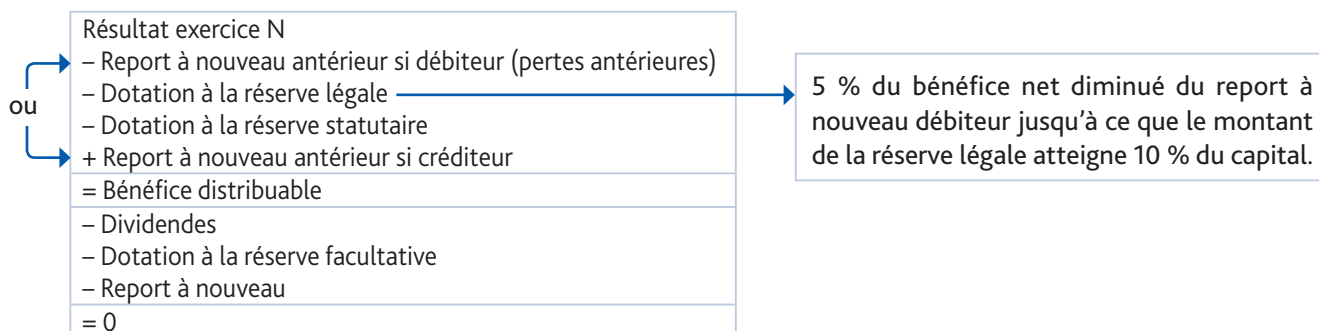 Résultat exercice N
– Report à nouveau antérieur si débiteur (pertes antérieures)
– Dotation à la réserve légale
– Dotation à la réserve statutaire
+ Report à nouveau antérieur si créditeur
= Bénéfice distribuable
– Dividendes
– Dotation à la réserve facultative
– Report à nouveau
= 0
ou
5 % du bénéfice net diminué du report à
nouveau débiteur jusqu’à ce que le montant
de la réserve légale atteigne 10 % du capital.